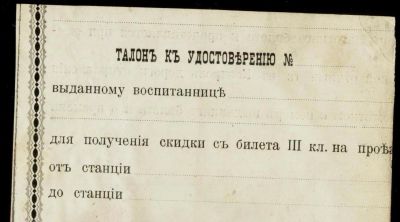 ТАЛОНЪ КЪ УДОСТОВѢРЕНІЮ №
выданному воспитанницѣ
для полученія скидки съ билета III кл. на проѣз
отъ станціи
до станціи